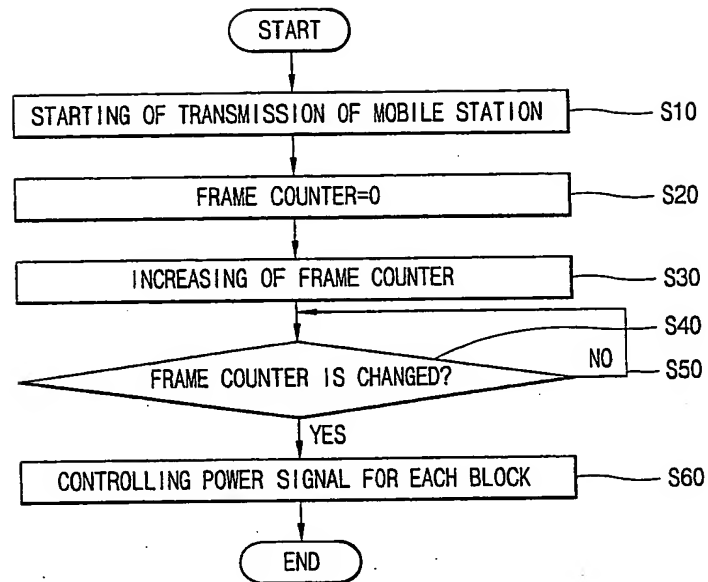 START
STARTING OF TRANSMISSION OF MOBILE STATION
S10
FRAME COUNTER=0
S20
INCREASING OF FRAME COUNTER
S30
S40
FRAME COUNTER IS CHANGED?
NO
S50
YES
CONTROLLING POWER SIGNAL FOR EACH BLOCK
S60
END